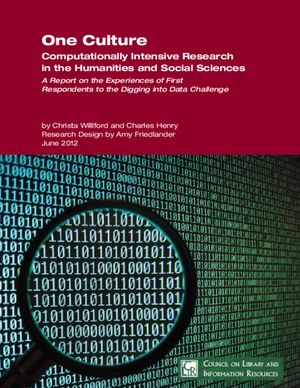 One Culture
Computationally Intensive Research
in the Humanities and Social Sciences
A Report on the Experiences of First
Respondents to the Digging into Data Challenge
by Christa Williford and Charles Henry
Research Design by Amy Friedlander
June 2012
Council on Library and
Information Resources